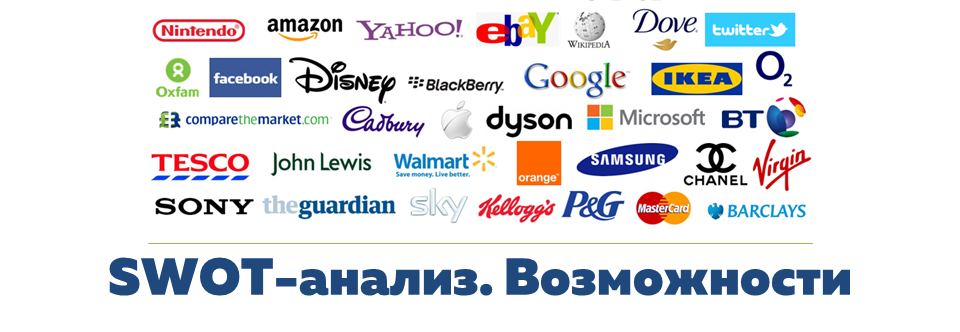 Nintendo amazon YAHOO! ebaY WIKIPEDIA Dove twitter
Oxfam facebook Disney BlackBerry Google IKEA O2
comparethemarket.com Cadbury dyson Microsoft BT
TESCO John Lewis Walmart orange SAMSUNG CHANEL Virgin
Save money. Live better.
SONY theguardian sky Kellogg's P&G MasterCard BARCLAYS
SWOT-анализ. Возможности